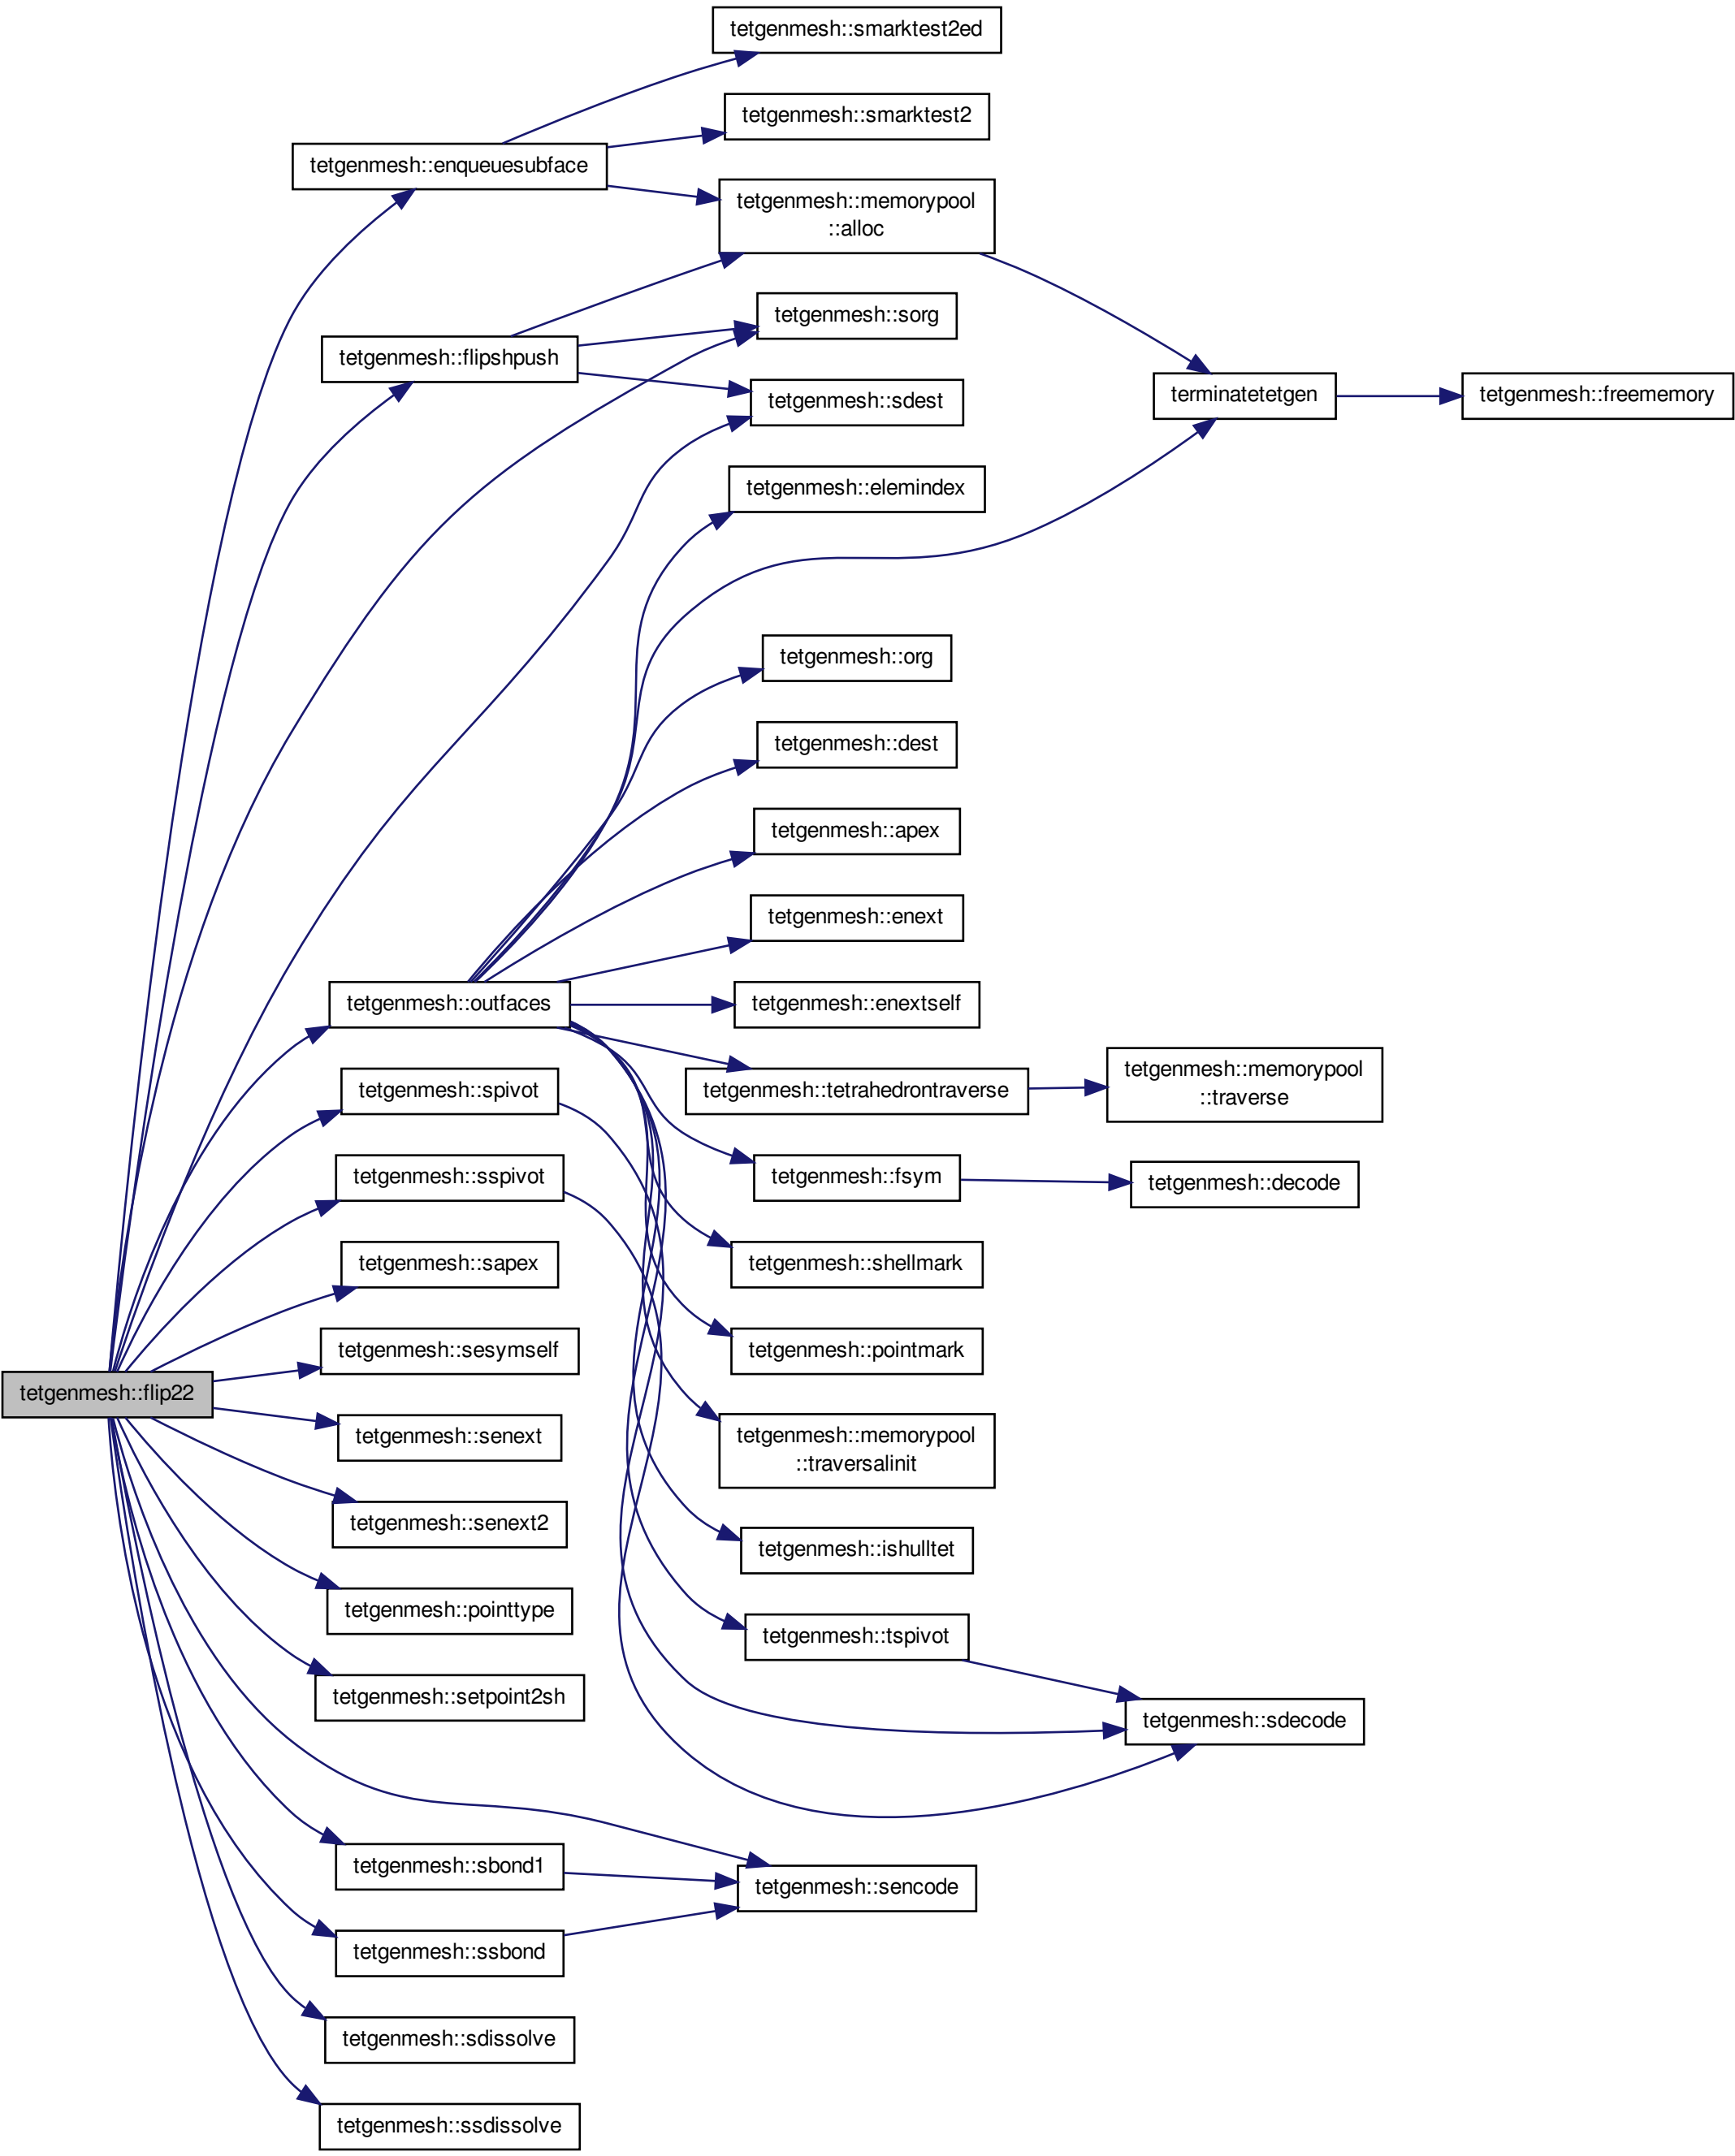 tetgenmesh::smarktest2ed
tetgenmesh::smarktest2
tetgenmesh::enqueuesubface
tetgenmesh::memorypool
::alloc
tetgenmesh::sorg
tetgenmesh::flipshpush
tetgenmesh::sdest
terminatetetgen
tetgenmesh::freememory
tetgenmesh::elemindex
tetgenmesh::org
tetgenmesh::dest
tetgenmesh::apex
tetgenmesh::enext
tetgenmesh::outfaces
tetgenmesh::enextself
tetgenmesh::spivot
tetgenmesh::tetrahedrontraverse
tetgenmesh::memorypool
::traverse
tetgenmesh::sspivot
tetgenmesh::fsym
tetgenmesh::decode
tetgenmesh::sapex
tetgenmesh::shellmark
tetgenmesh::sesymself
tetgenmesh::pointmark
tetgenmesh::flip22
tetgenmesh::senext
tetgenmesh::memorypool
::traversalinit
tetgenmesh::senext2
tetgenmesh::ishulltet
tetgenmesh::pointtype
tetgenmesh::tspivot
tetgenmesh::setpoint2sh
tetgenmesh::sdecode
tetgenmesh::sbond1
tetgenmesh::sencode
tetgenmesh::ssbond
tetgenmesh::sdissolve
tetgenmesh::ssdissolve